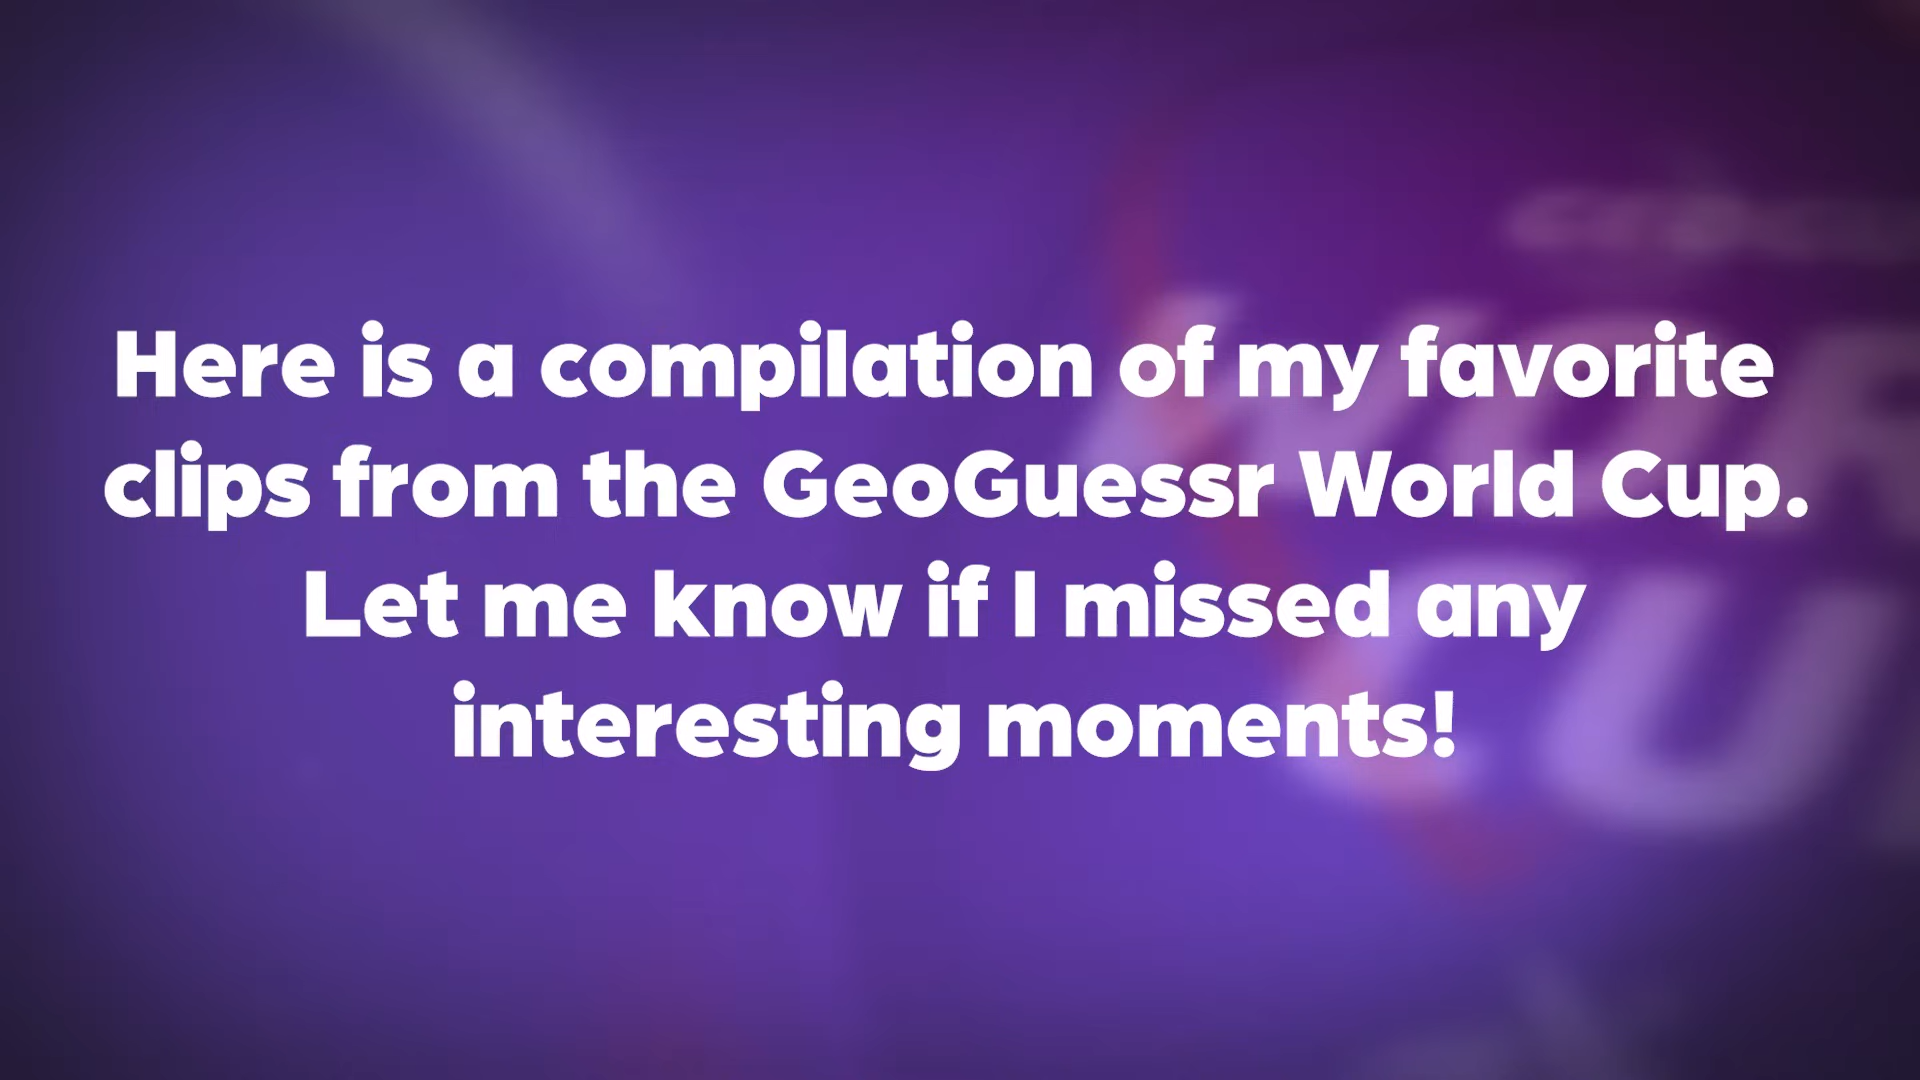 Here is a compilation of my favorite
clips from the GeoGuessr World Cup.
Let me know if I missed any
interesting moments!